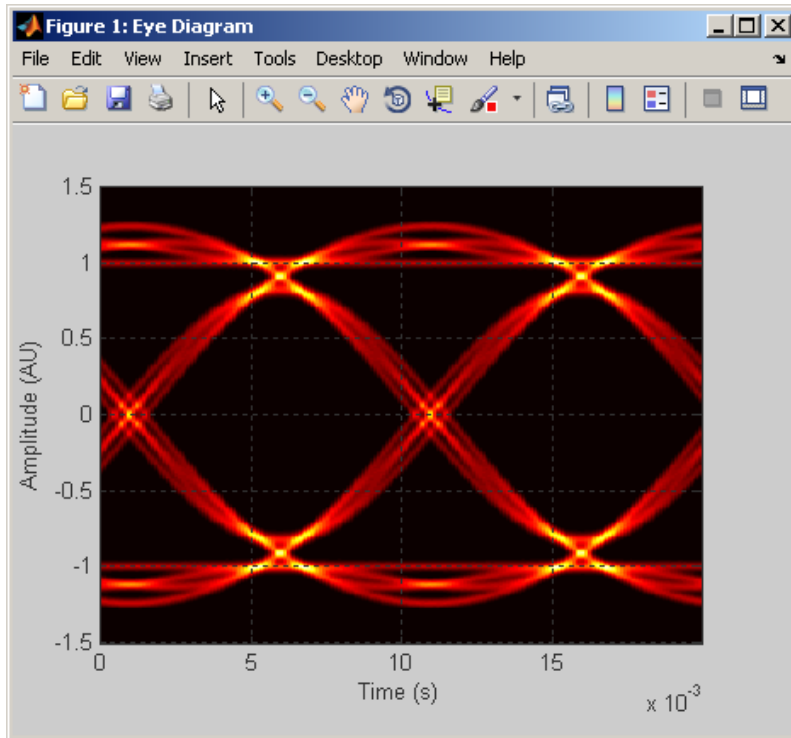 Figure 1: Eye Diagram
File Edit View Insert Tools Desktop Window Help
1.5
1
0.5
0
-0.5
-1
-1.5
Amplitude (AU)
0 5 10 15
Time (s)
x 10-3